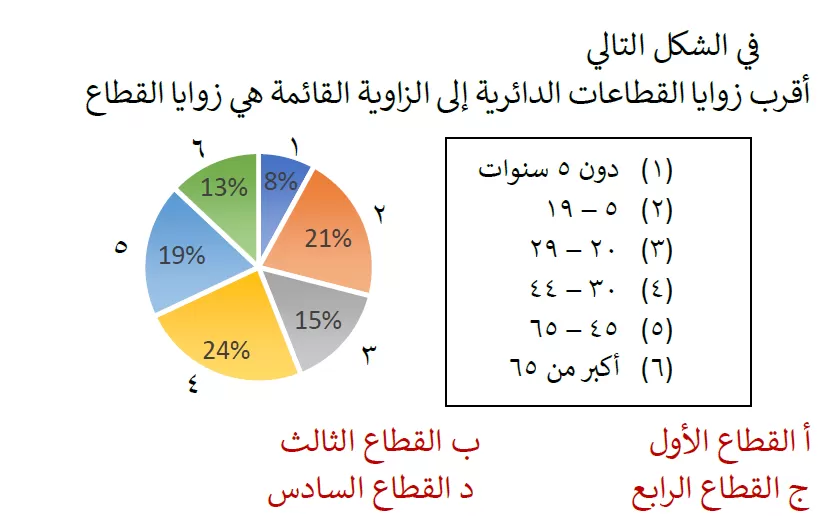 في الشكل التالي
أقرب زوايا القطاعات الدائرية إلى الزاوية القائمة هي زوايا القطاع
(١) دون ٥ سنوات
(٢) ٥ – ١٩
(٣) ٢٠ – ٢٩
(٤) ٣٠ – ٤٤
(٥) ٤٥ – ٦٥
(٦) أكبر من ٦٥
١
8%
٢
21%
٣
15%
٤
24%
٥
19%
٦
13%
أ القطاع الأول
ب القطاع الثالث
ج القطاع الرابع
د القطاع السادس